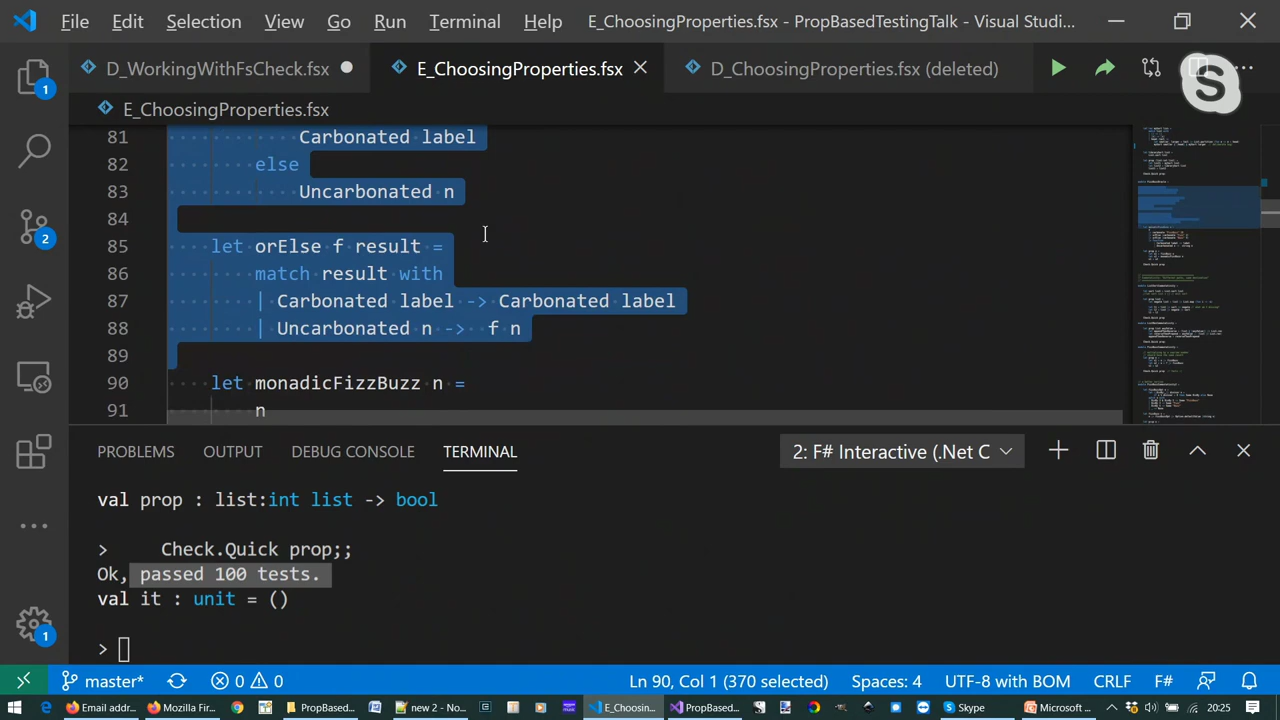 File Edit Selection View Go Run Terminal Help E_ChoosingProperties.fsx - PropBasedTestingTalk - Visual Studi...
D_WorkingWithFsCheck.fsx E_ChoosingProperties.fsx D_ChoosingProperties.fsx (deleted)
E_ChoosingProperties.fsx
81 Carbonated label
82 else
83 Uncarbonated n
84
85 let orElse f result =
86 match result with
87 | Carbonated label -> Carbonated label
88 | Uncarbonated n -> f n
89
90 let monadicFizzBuzz n =
91 n
PROBLEMS OUTPUT DEBUG CONSOLE TERMINAL 2: F# Interactive (.Net C
val prop : list:int list -> bool
> Check.Quick prop;;
Ok, passed 100 tests.
val it : unit = ()
>
master* 0 0 Ln 90, Col 1 (370 selected) Spaces: 4 UTF-8 with BOM CRLF F#
Email addr... Mozilla Fir... PropBased... new 2 - No... E_Choosin... PropBased... Skype Microsoft ... 20:25